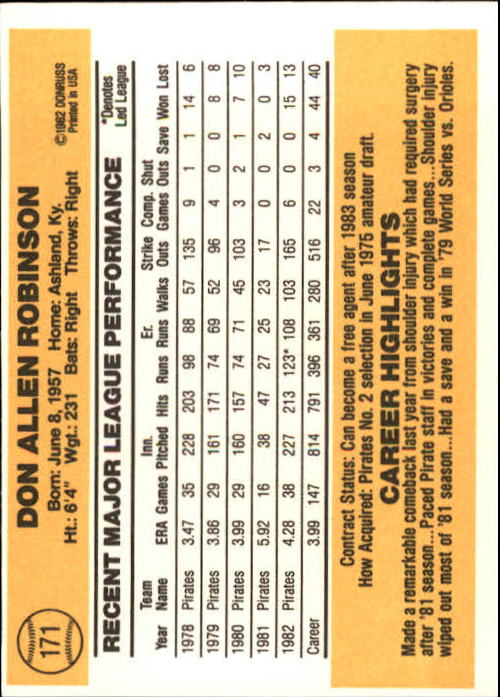 171
DON ALLEN ROBINSON
©1982 DONRUSS
Printed in USA
Born: June 8, 1957 Home: Ashland, Ky.
Ht.: 6'4" Wgt.: 231 Bats: Right Throws: Right
RECENT MAJOR LEAGUE PERFORMANCE
*Denotes
Led League
Team Inn. Er. Strike Comp. Shut
Year Name ERA Games Pitched Hits Runs Runs Walks Outs Games Outs Save Won Lost
1978 Pirates 3.47 35 228 203 98 88 57 135 9 1 1 14 6
1979 Pirates 3.86 29 161 171 74 69 52 96 4 0 0 8 8
1980 Pirates 3.99 29 160 157 74 71 45 103 3 2 1 7 10
1981 Pirates 5.92 16 38 47 27 25 23 17 0 0 2 0 3
1982 Pirates 4.28 38 227 213 123* 108 103 165 6 0 0 15 13
Career 3.99 147 814 791 396 361 280 516 22 3 4 44 40
Contract Status: Can become a free agent after 1983 season
How Acquired: Pirates No. 2 selection in June 1975 amateur draft.
CAREER HIGHLIGHTS
Made a remarkable comeback last year from shoulder injury which had required surgery
after '81 season...Paced Pirate staff in victories and complete games...Shoulder injury
wiped out most of '81 season...Had a save and a win in '79 World Series vs. Orioles.